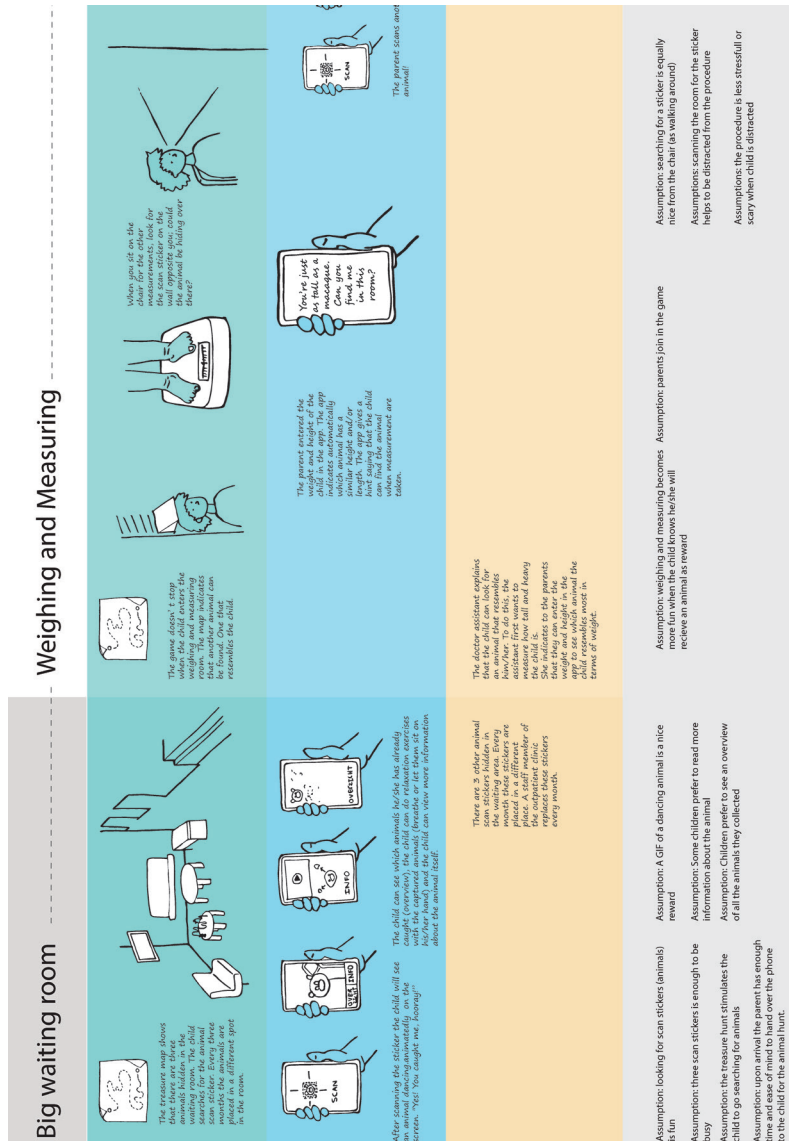 Big waiting room
Weighing and Measuring
The treasure map shows
that there are three
animals hidden in the
waiting room. The child
searches for the animal
scan sticker. Every three
months the animals are
placed in a different spot
in the room.
The game doesn't stop
when the child enters the
weighing and measuring
room. The map indicates
that another animal can
be found. One that
resembles the child.
When you sit on the
chair for the other
measurements, look for
the scan sticker on the
wall opposite you; could
the animal be hiding over
there?
SCAN
OVER SIGHT INFO
INFO
OVERSIGHT
After scanning the sticker the child will see
an animal dancing animatedly on the
screen. "Yes! You caught me, hooray!"
The child can see which animals he/she has already
caught (overview), the child can do relaxation exercises
with the captured animals (breathe or let them sit on
his/her hand) and the child can view more information
about the animal itself.
The parent entered the
weight and height of the
child in the app. The app
indicates automatically
which animal has a
similar height and/or
length. The app gives a
hint saying that the child
can find the animal
when measurement are
taken.
You're just
as tall as a
macaque.
Can you
find me
in this
room?
SCAN
The parent scans anot
animal!
There are 3 other animal
scan stickers hidden in
the waiting area. Every
month these stickers are
placed in a different
place. A staff member of
the outpatient clinic
replaces these stickers
every month.
The doctor assistant explains
that the child can look for
an animal that resembles
him/her. To do this, the
assistant first wants to
measure how tall and heavy
the child is.
She indicates to the parents
that they can enter the
weight and height in the
app to see which animal the
child resembles most in
terms of weight.
Assumption: looking for scan stickers (animals)
is fun
Assumption: three scan stickers is enough to be
busy
Assumption: the treasure hunt stimulates the
child to go searching for animals
Assumption: upon arrival the parent has enough
time and ease of mind to hand over the phone
to the child for the animal hunt.
Assumption: A GIF of a dancing animal is a nice
reward
Assumption: Some children prefer to read more
information about the animal
Assumption: Children prefer to see an overview
of all the animals they collected
Assumption: weighing and measuring becomes
more fun when the child knows he/she will
recieve an animal as reward
Assumption: parents join in the game
Assumption: searching for a sticker is equally
nice from the chair (as walking around)
Assumptions: scanning the room for the sticker
helps to be distracted from the procedure
Assumptions: the procedure is less stressfull or
scary when child is distracted